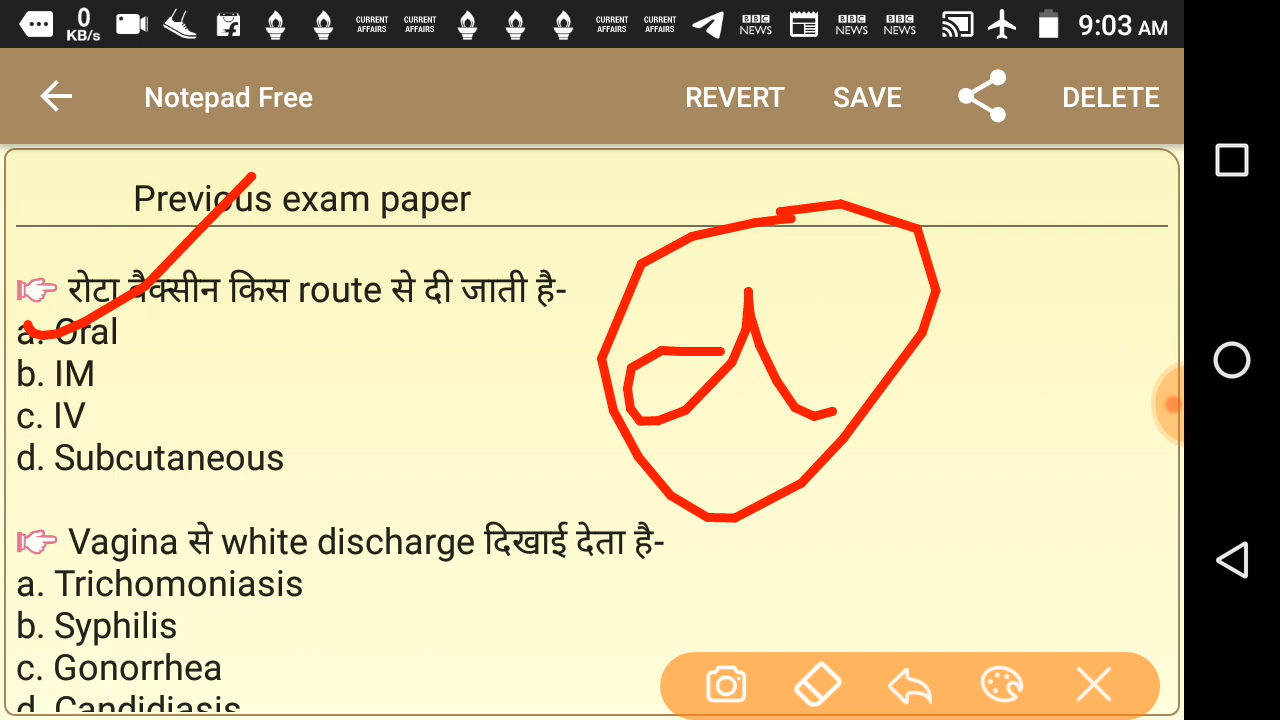 0 KB/s CURRENT AFFAIRS CURRENT AFFAIRS CURRENT AFFAIRS CURRENT AFFAIRS BBC NEWS BBC NEWS BBC NEWS 9:03 AM
Notepad Free REVERT SAVE DELETE
Previous exam paper
👉 रोटा वैक्सीन किस route से दी जाती है-
a. Oral
b. IM
c. IV
d. Subcutaneous
a
👉 Vagina से white discharge दिखाई देता है-
a. Trichomoniasis
b. Syphilis
c. Gonorrhea
d. Candidiasis